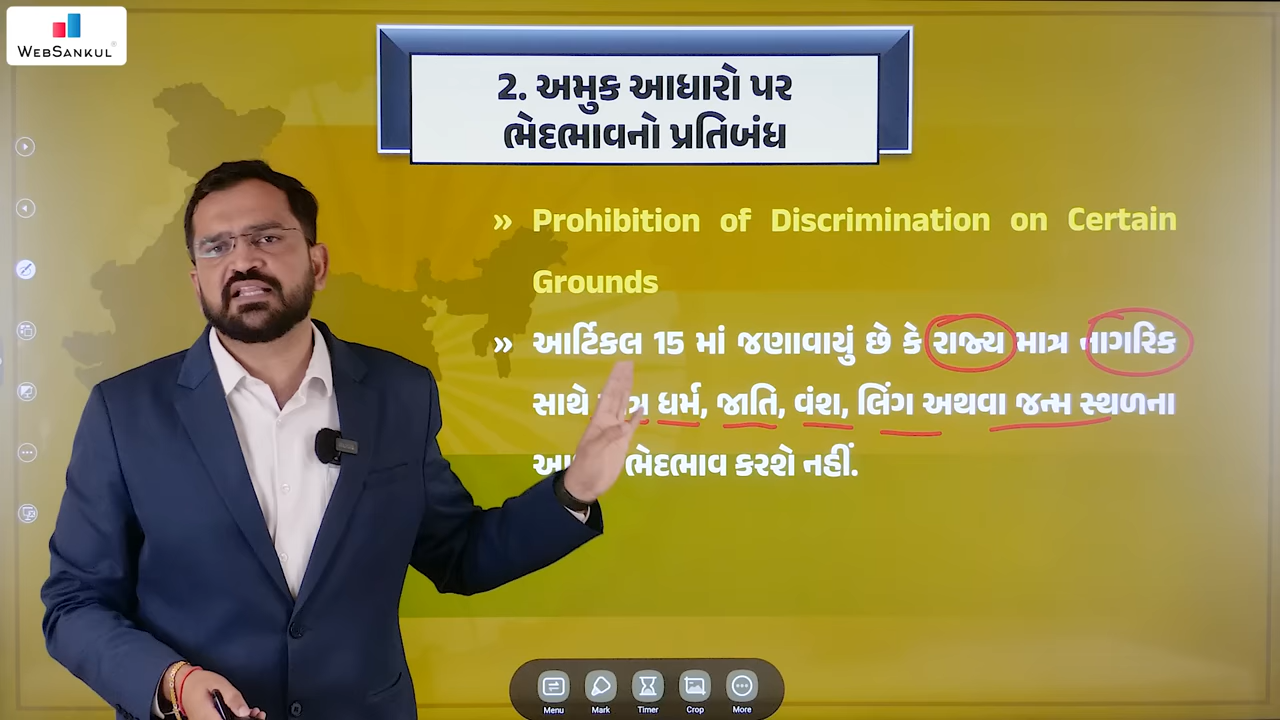 WEBSANKUL
2. અમુક આધારો પર
ભેદભાવનો પ્રતિબંધ
» Prohibition of Discrimination on Certain
Grounds
» આર્ટિકલ 15 માં જણાવાયું છે કે રાજ્ય માત્ર નાગરિક
સાથે ધર્મ, જાતિ, વંશ, લિંગ અથવા જન્મ સ્થળના
ભેદભાવ કરશે નહીં.
Menu Mark Timer Crop More